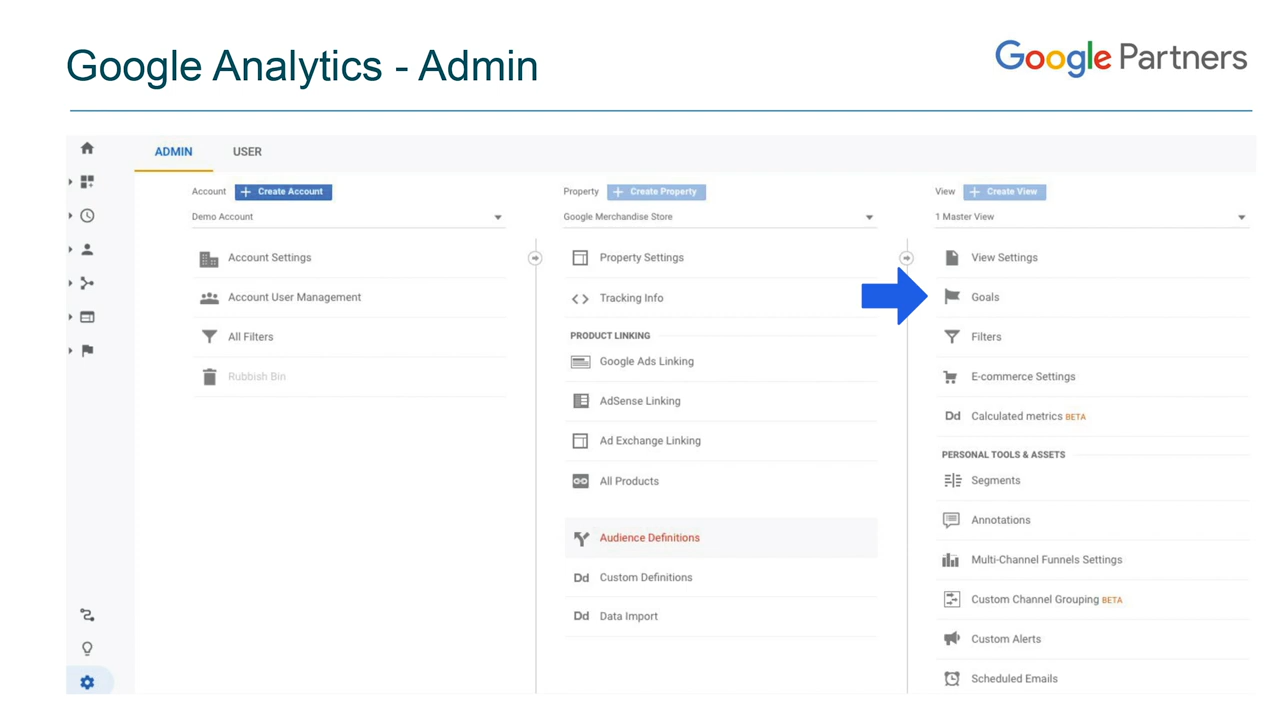 Google Analytics - Admin
Google Partners
ADMIN
USER
Account
Create Account
Demo Account
Account Settings
Account User Management
All Filters
Rubbish Bin
Property
Create Property
Google Merchandise Store
Property Settings
Tracking Info
PRODUCT LINKING
Google Ads Linking
AdSense Linking
Ad Exchange Linking
All Products
Audience Definitions
Dd Custom Definitions
Dd Data Import
View
Create View
1 Master View
View Settings
Goals
Filters
E-commerce Settings
Dd Calculated metrics BETA
PERSONAL TOOLS & ASSETS
Segments
Annotations
Multi-Channel Funnels Settings
Custom Channel Grouping BETA
Custom Alerts
Scheduled Emails